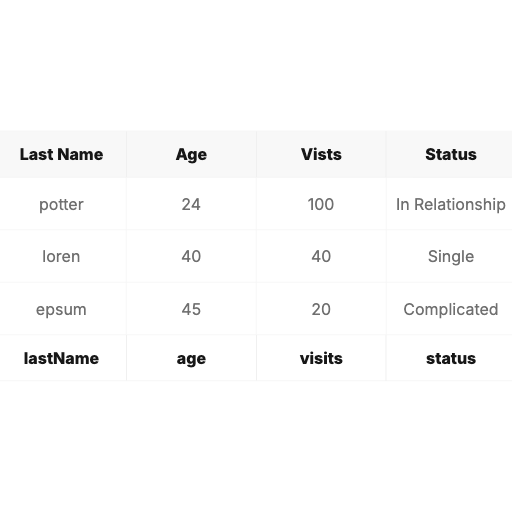 Last Name Age Vists Status
potter 24 100 In Relationship
loren 40 40 Single
epsum 45 20 Complicated
lastName age visits status